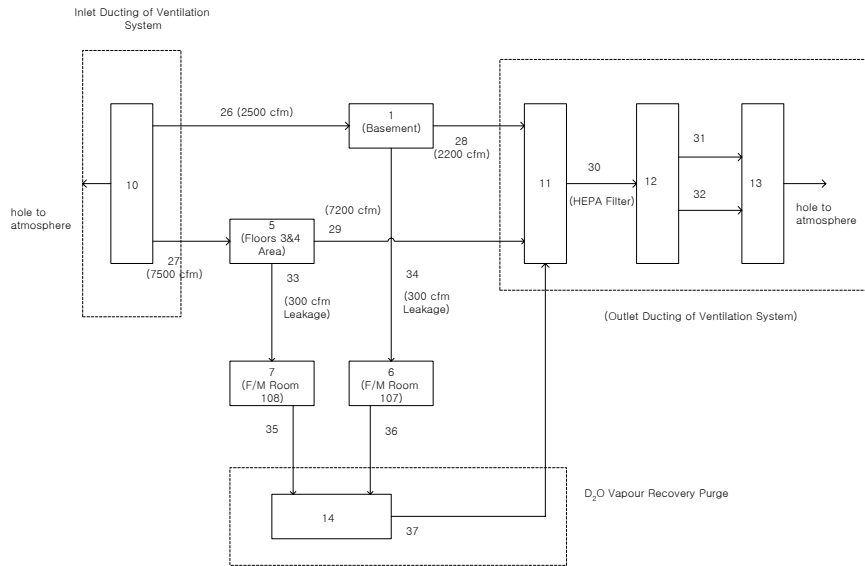 Inlet Ducting of Ventilation
System
26 (2500 cfm)
1
(Basement)
28
(2200 cfm)
10
hole to
atmosphere
27
(7500 cfm)
5
(Floors 3&4
Area)
(7200 cfm)
29
11
30
(HEPA Filter)
12
31
32
13
hole to
atmosphere
33
(300 cfm
Leakage)
34
(300 cfm
Leakage)
(Outlet Ducting of Ventilation System)
7
(F/M Room
108)
6
(F/M Room
107)
35
36
D₂O Vapour Recovery Purge
14
37